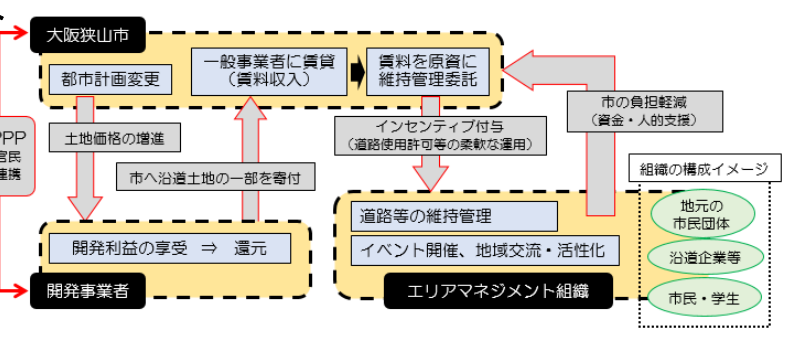 大阪狭山市
都市計画変更
一般事業者に賃貸
（賃料収入）
賃料を原資に
維持管理委託
土地価格の増進
市へ沿道土地の一部を寄付
インセンティブ付与
（道路使用許可等の柔軟な運用）
市の負担軽減
（資金・人的支援）
PPP
官民
連携
開発利益の享受 ⇒ 還元
開発事業者
道路等の維持管理
イベント開催、地域交流・活性化
エリアマネジメント組織
組織の構成イメージ
地元の
市民団体
沿道企業等
市民・学生